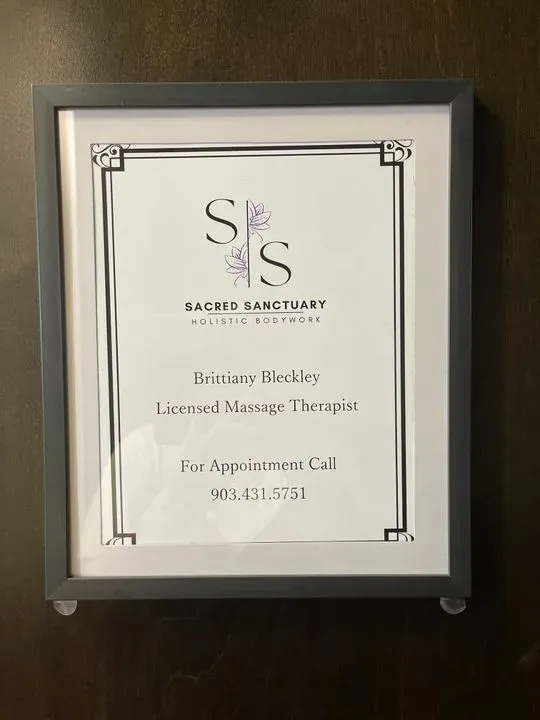 S
S
SACRED SANCTUARY
HOLISTIC BODYWORK
Brittiany Bleckley
Licensed Massage Therapist
For Appointment Call
903.431.5751